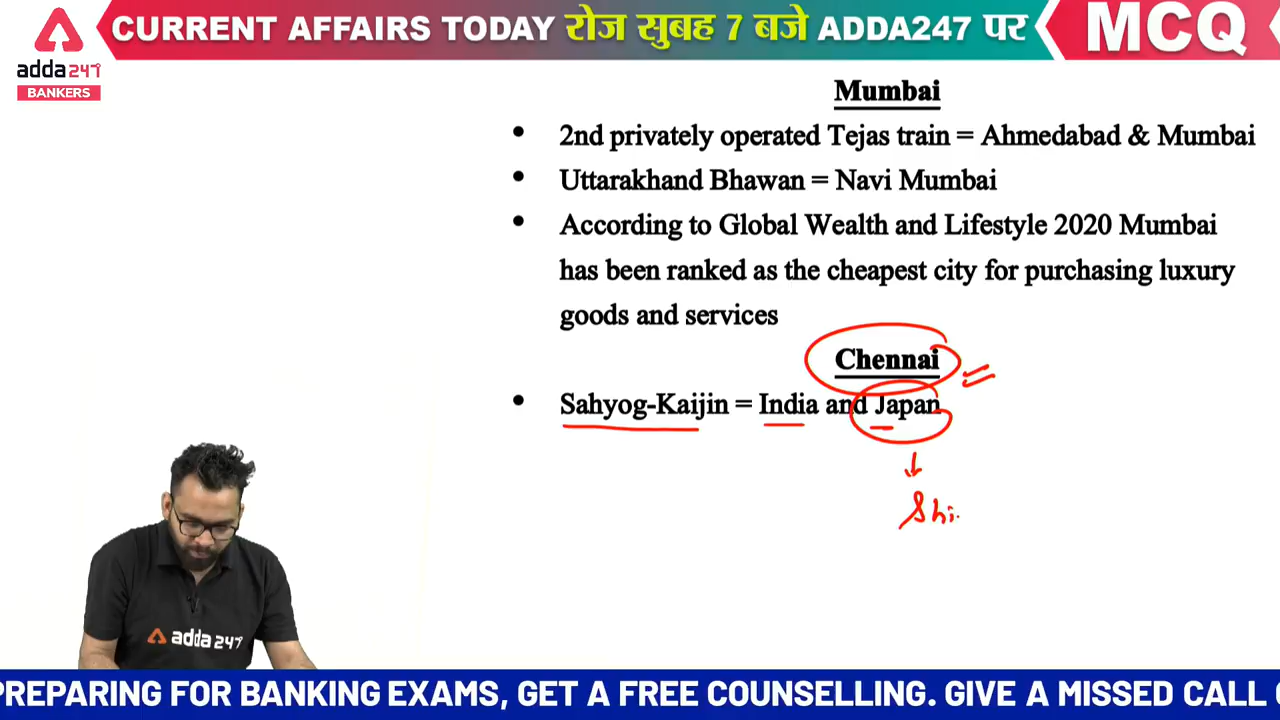 CURRENT AFFAIRS TODAY रोज सुबह 7 बजे ADDA247 पर
MCQ
adda247
BANKERS
Mumbai
• 2nd privately operated Tejas train = Ahmedabad & Mumbai
• Uttarakhand Bhawan = Navi Mumbai
• According to Global Wealth and Lifestyle 2020 Mumbai
has been ranked as the cheapest city for purchasing luxury
goods and services
Chennai
• Sahyog-Kaijin = India and Japan
Shi
adda247
PREPARING FOR BANKING EXAMS, GET A FREE COUNSELLING. GIVE A MISSED CALL